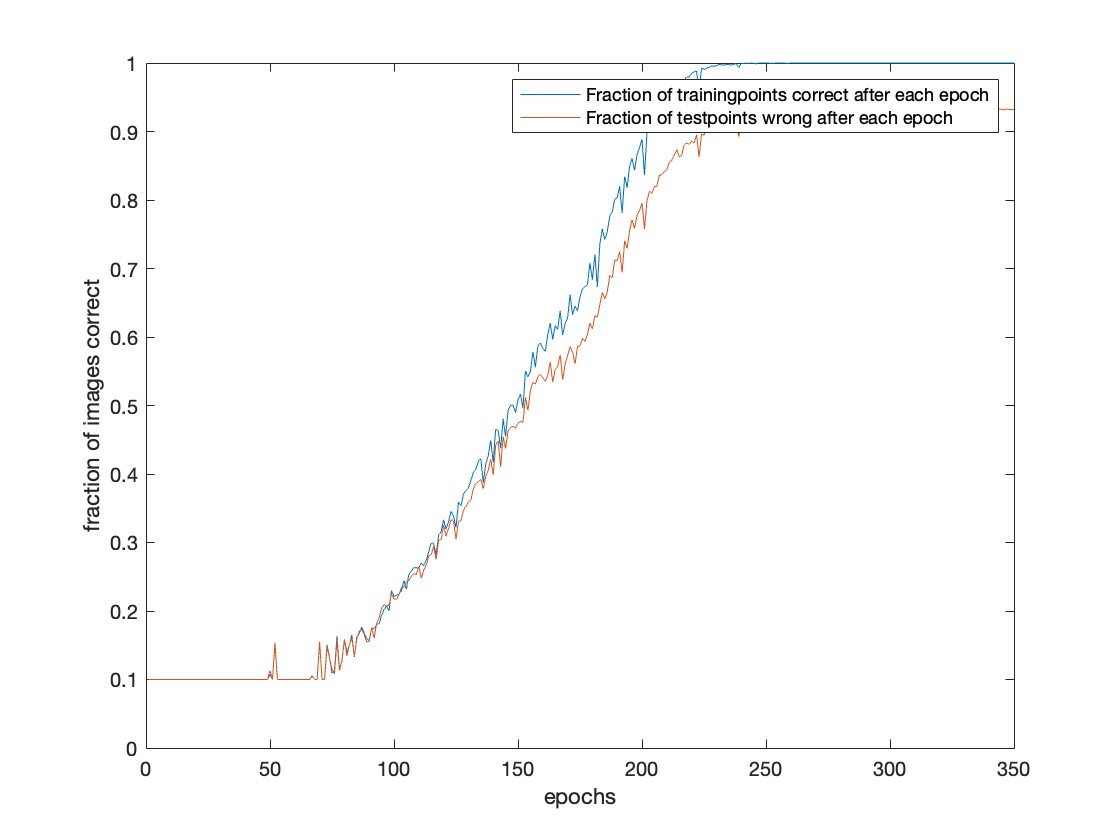 1
0.9
0.8
0.7
0.6
0.5
0.4
0.3
0.2
0.1
0
fraction of images correct
Fraction of trainingpoints correct after each epoch
Fraction of testpoints wrong after each epoch
0 50 100 150 200 250 300 350
epochs